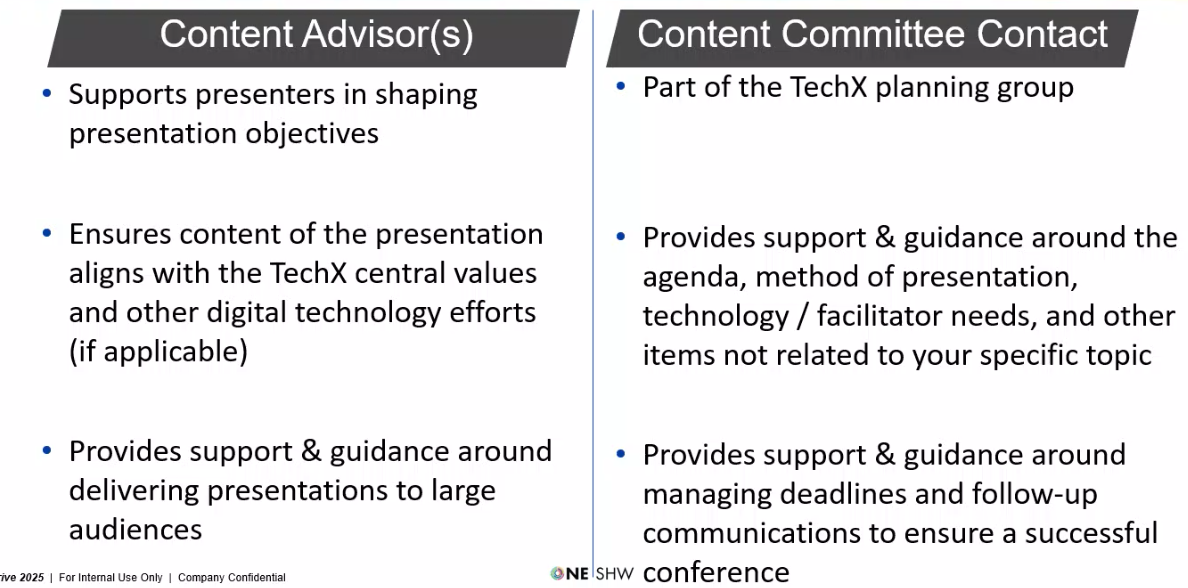 Content Advisor(s)
• Supports presenters in shaping
presentation objectives
• Ensures content of the presentation
aligns with the TechX central values
and other digital technology efforts
(if applicable)
• Provides support & guidance around
delivering presentations to large
audiences
Content Committee Contact
• Part of the TechX planning group
• Provides support & guidance around the
agenda, method of presentation,
technology / facilitator needs, and other
items not related to your specific topic
• Provides support & guidance around
managing deadlines and follow-up
communications to ensure a successful
conference
rive 2025 | For Internal Use Only | Company Confidential
ONE SHW